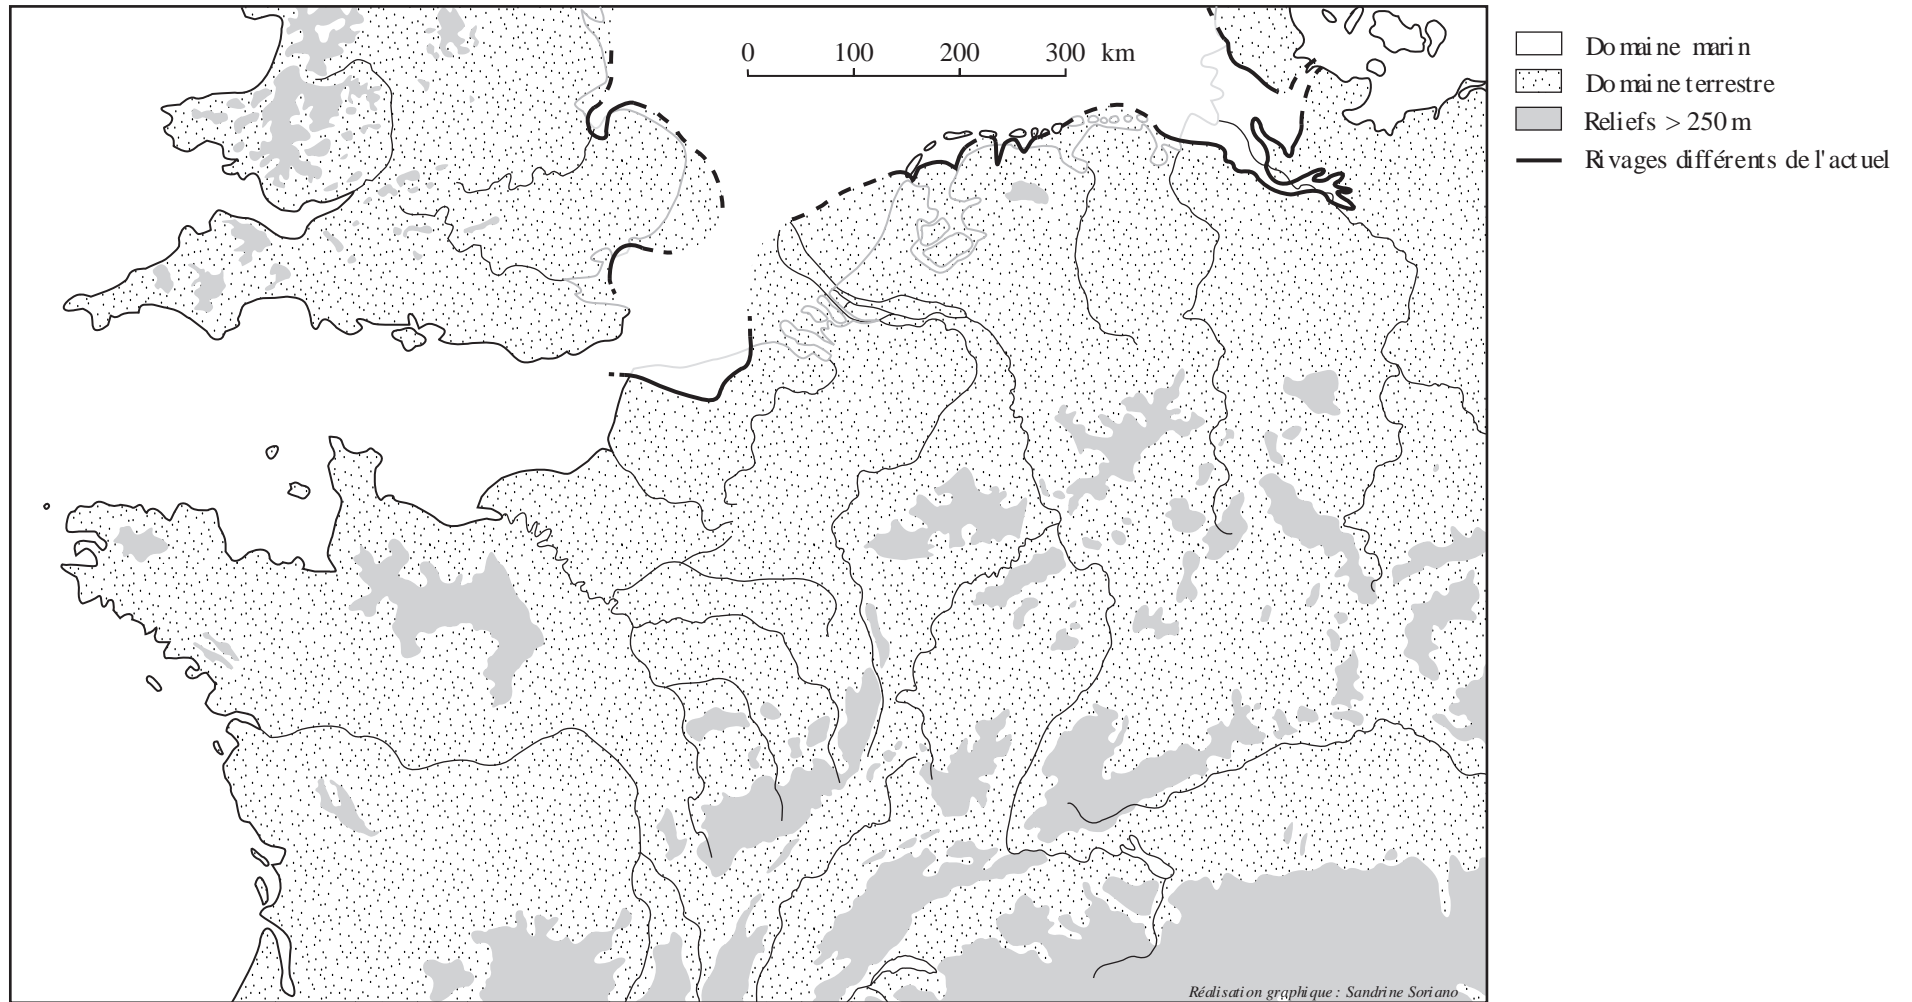 0 100 200 300 km
Domaine marin
Domaine terrestre
Reliefs > 250 m
Rivages différents de l'actuel
Réalisation graphique : Sandrine Soriano